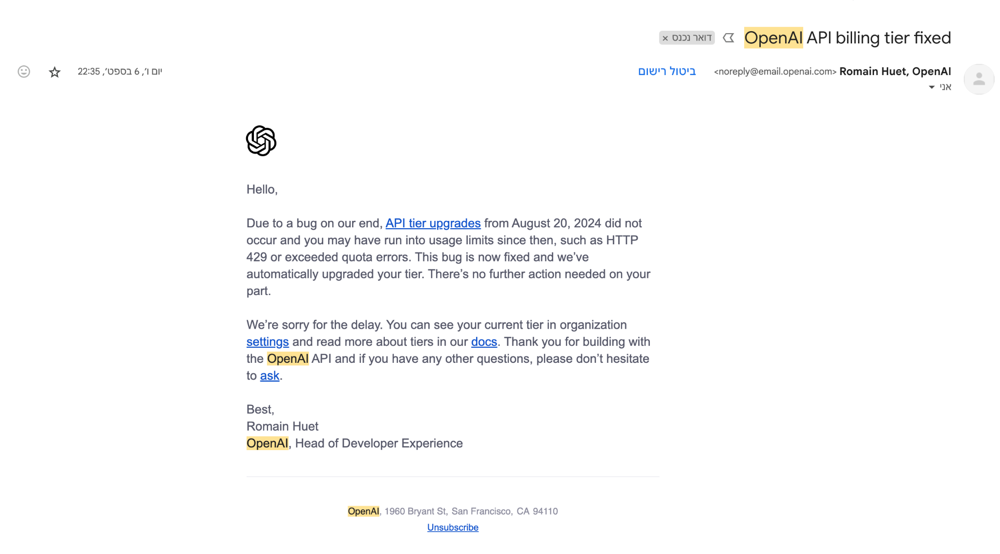 OpenAI API billing tier fixed
דואר נכנס ×
Romain Huet, OpenAI <noreply@email.openai.com> ביטול רישום
יום ו׳, 6 בספט׳, 22:35
אני
Hello,
Due to a bug on our end, API tier upgrades from August 20, 2024 did not
occur and you may have run into usage limits since then, such as HTTP
429 or exceeded quota errors. This bug is now fixed and we’ve
automatically upgraded your tier. There’s no further action needed on your
part.
We’re sorry for the delay. You can see your current tier in organization
settings and read more about tiers in our docs. Thank you for building with
the OpenAI API and if you have any other questions, please don’t hesitate
to ask.
Best,
Romain Huet
OpenAI, Head of Developer Experience
OpenAI, 1960 Bryant St, San Francisco, CA 94110
Unsubscribe